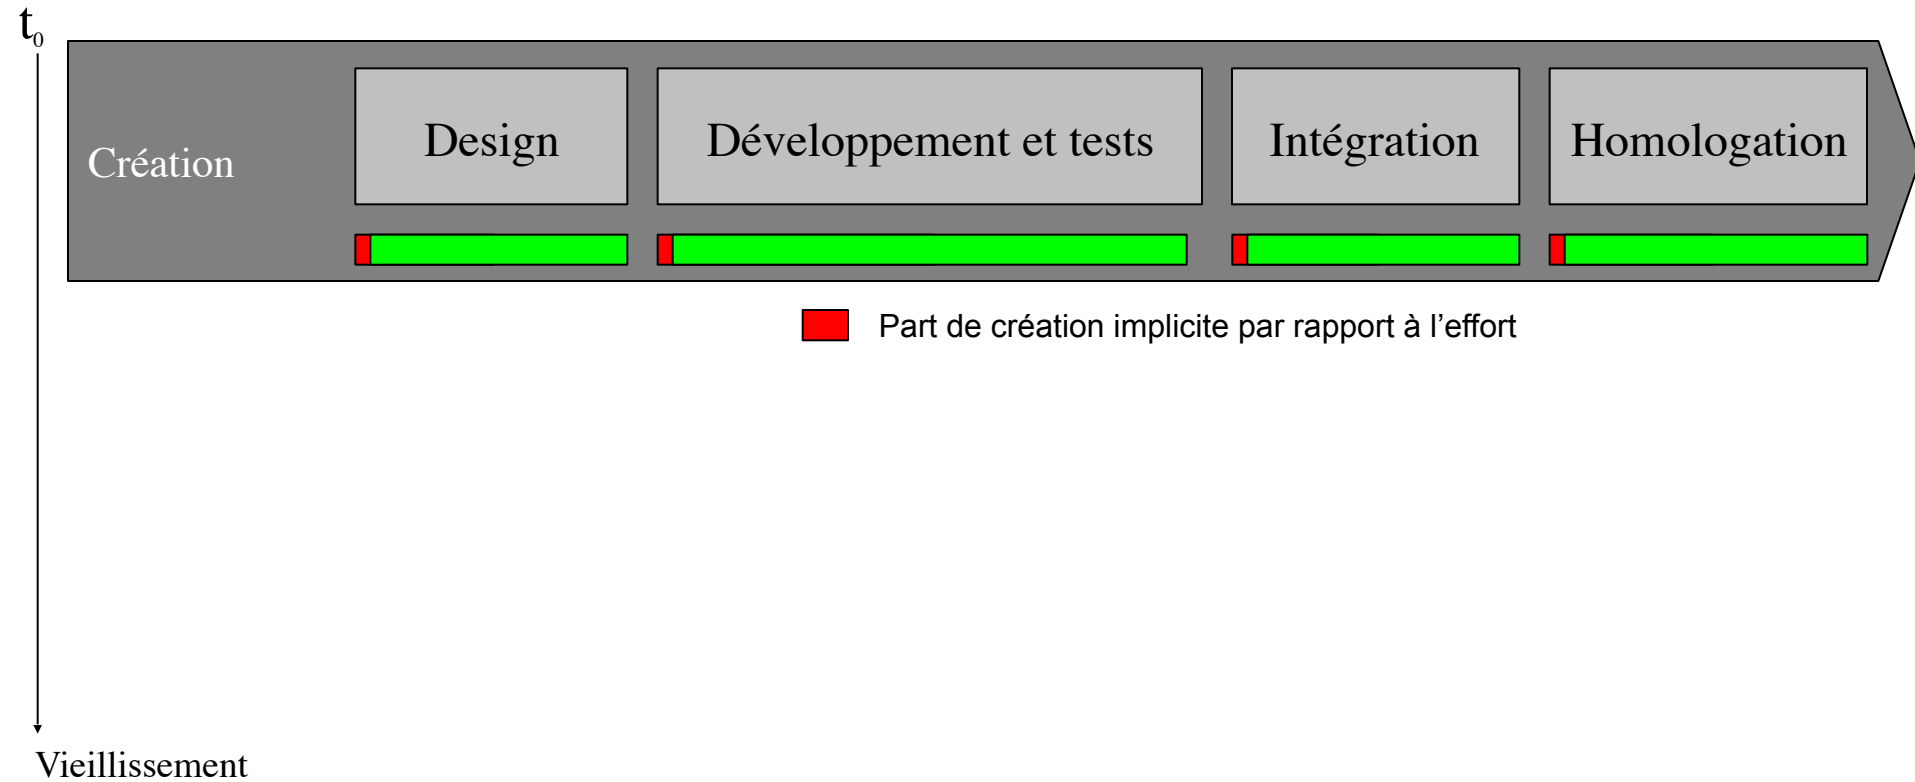 t0
Création
Design
Développement et tests
Intégration
Homologation
Part de création implicite par rapport à l’effort
Vieillissement